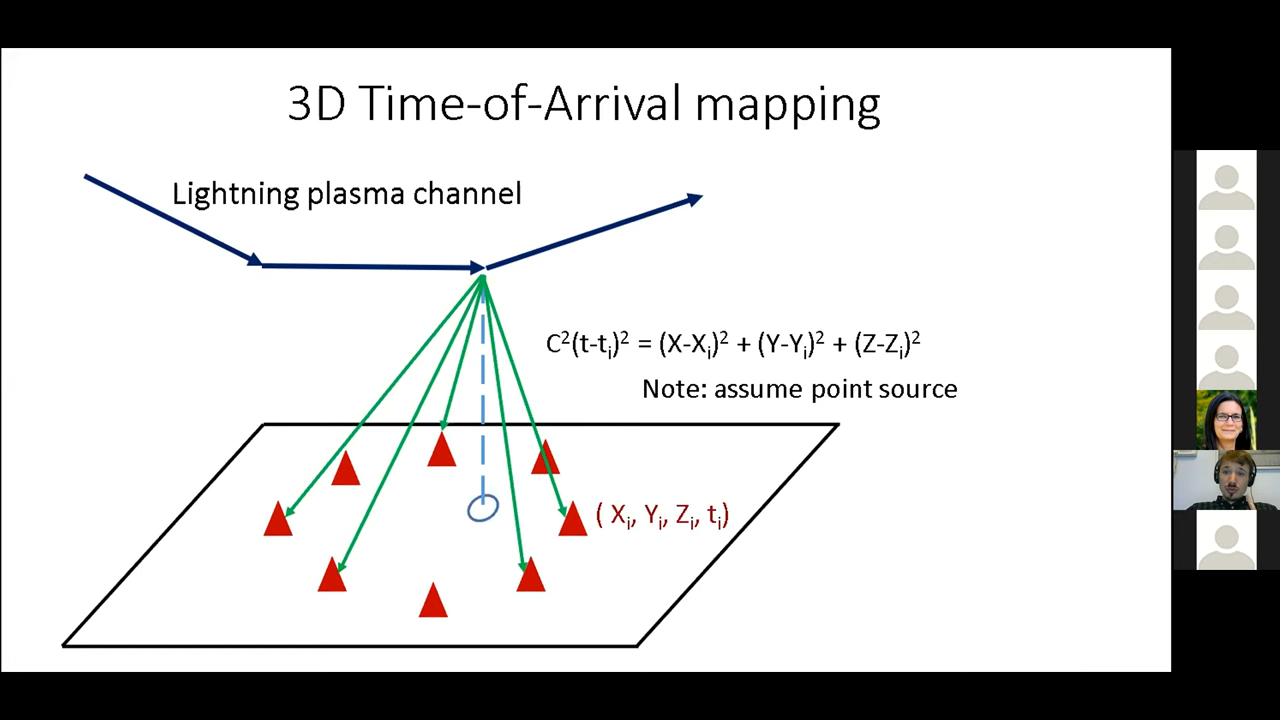 3D Time-of-Arrival mapping
Lightning plasma channel
C²(t-tᵢ)² = (X-Xᵢ)² + (Y-Yᵢ)² + (Z-Zᵢ)²
Note: assume point source
( Xᵢ, Yᵢ, Zᵢ, tᵢ)